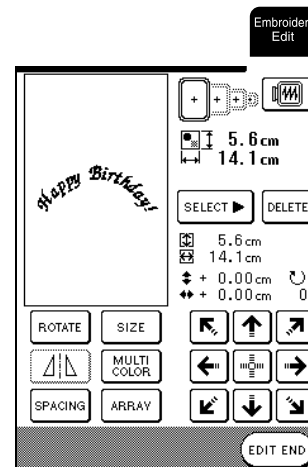 Embroider
Edit
5.6cm
14.1cm
Happy Birthday!
SELECT ▶ DELETE
5.6cm
14.1cm
+ 0.00cm
+ 0.00cm 0
ROTATE SIZE
MULTI
COLOR
SPACING ARRAY
EDIT END